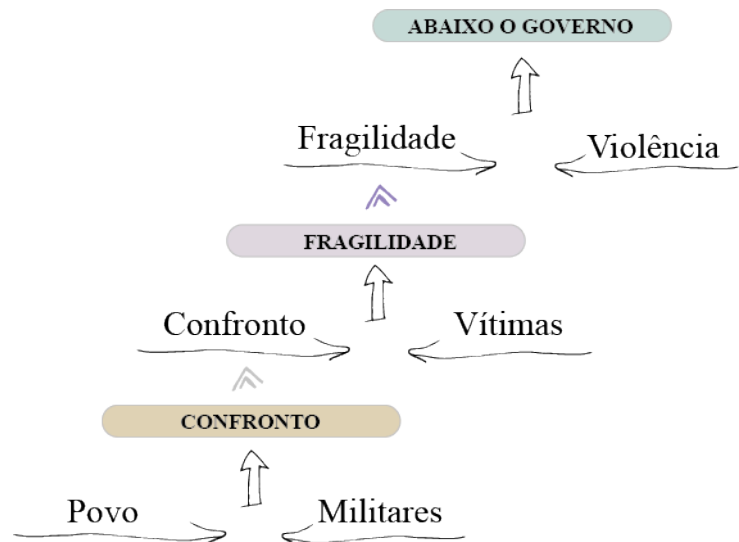 ABAIXO O GOVERNO
Fragilidade
Violência
FRAGILIDADE
Confronto
Vítimas
CONFRONTO
Povo
Militares